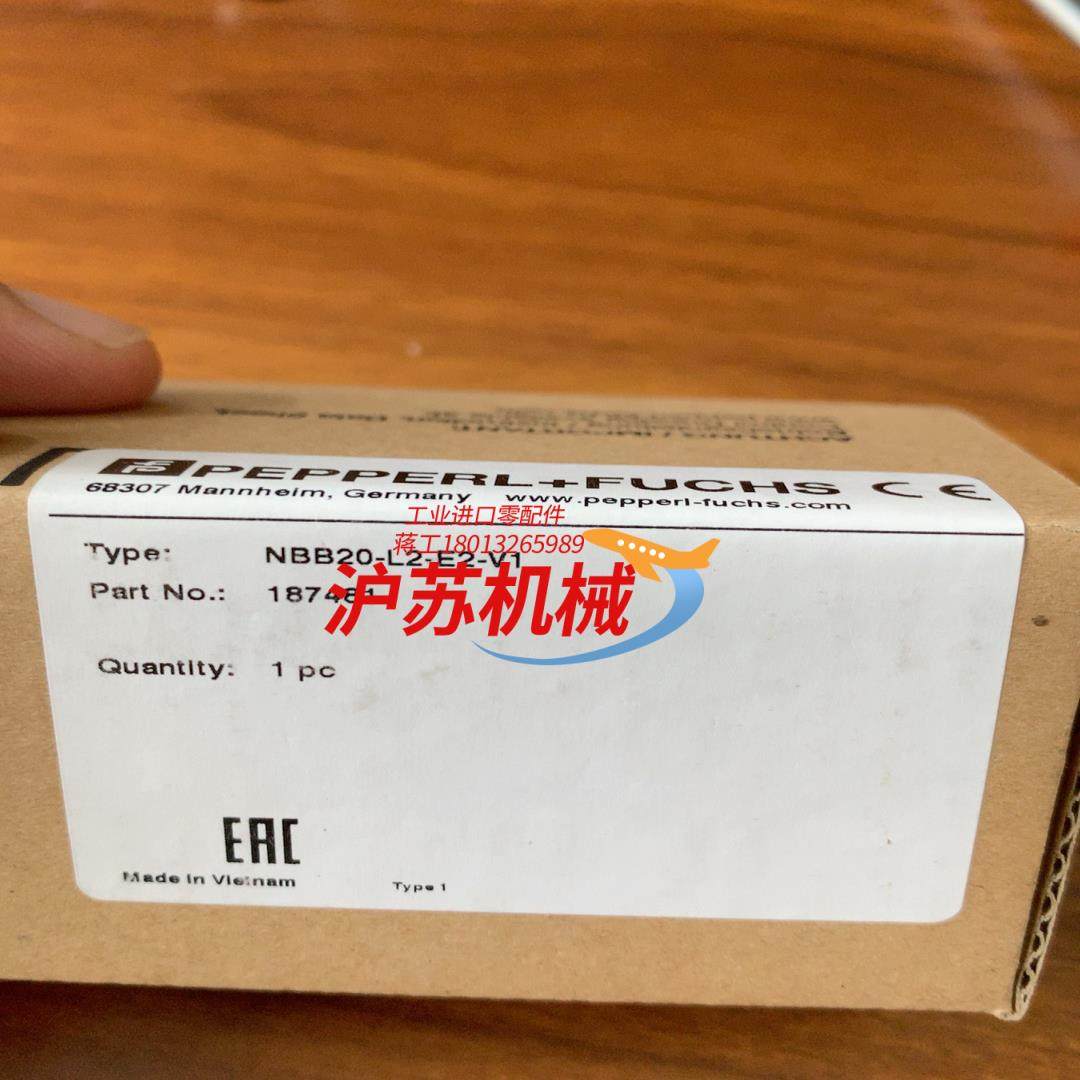 PEPPERL+FUCHS CE
68307 Mannheim, Germany www.pepperl-fuchs.com
工业进口零配件
蒋工18013265989
Type: NBB20-L2-E2-V1
Part No.: 187481
沪苏机械
Quantity: 1 pc
EAC
Made in Vietnam Type 1